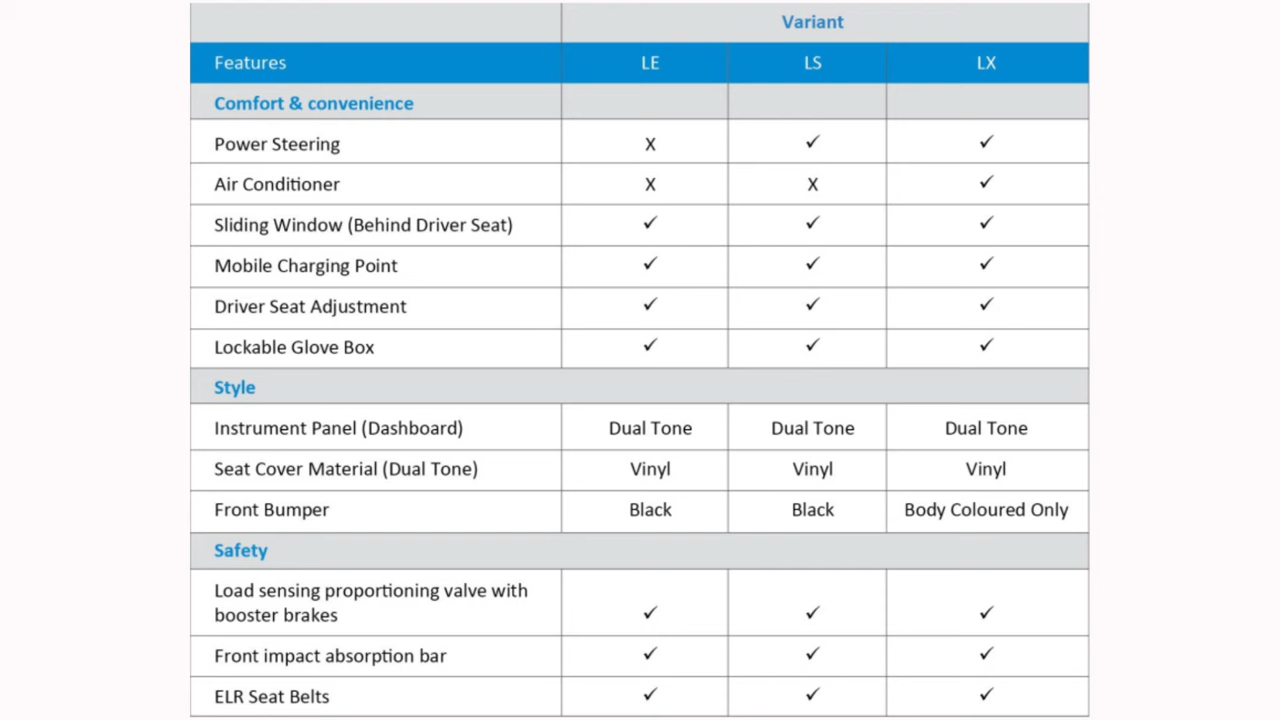 Variant
Features LE LS LX
Comfort & convenience
Power Steering X ✓ ✓
Air Conditioner X X ✓
Sliding Window (Behind Driver Seat) ✓ ✓ ✓
Mobile Charging Point ✓ ✓ ✓
Driver Seat Adjustment ✓ ✓ ✓
Lockable Glove Box ✓ ✓ ✓
Style
Instrument Panel (Dashboard) Dual Tone Dual Tone Dual Tone
Seat Cover Material (Dual Tone) Vinyl Vinyl Vinyl
Front Bumper Black Black Body Coloured Only
Safety
Load sensing proportioning valve with
booster brakes ✓ ✓ ✓
Front impact absorption bar ✓ ✓ ✓
ELR Seat Belts ✓ ✓ ✓